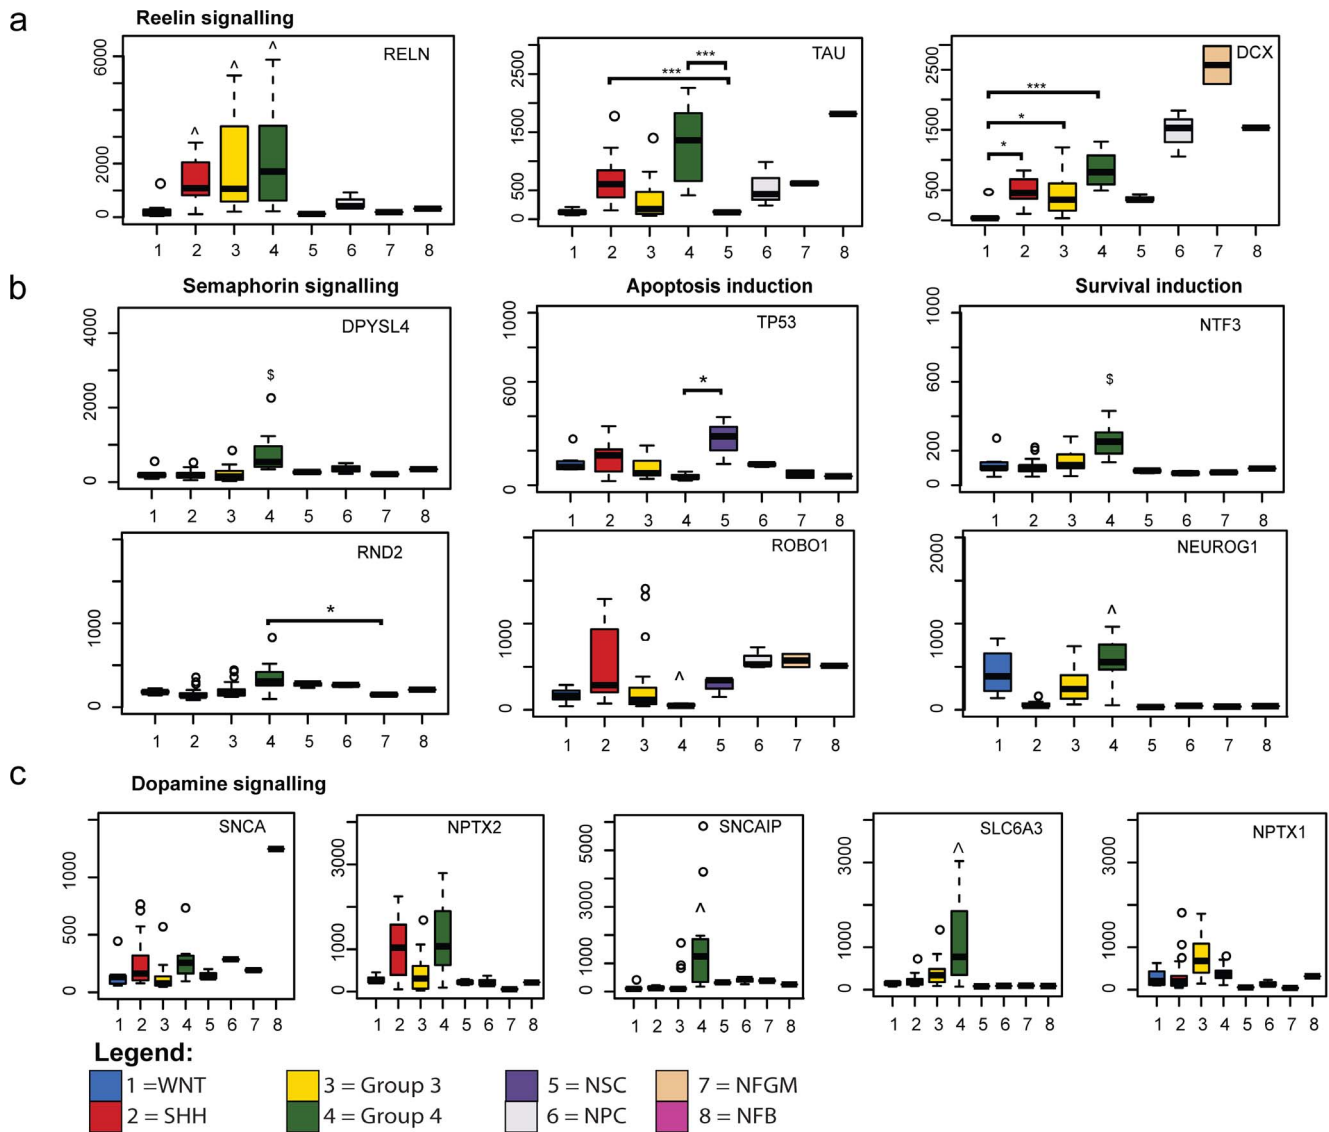 a
Reelin signalling
RELN
^ ^ ^
6000
2000
0
1 2 3 4 5 6 7 8
TAU
***
***
2500
1500
500
0
1 2 3 4 5 6 7 8
DCX
***
*
*
2500
1500
500
0
1 2 3 4 5 6 7 8
b
Semaphorin signalling
Apoptosis induction
Survival induction
DPYSL4
$
4000
2000
0
1 2 3 4 5 6 7 8
TP53
*
1000
600
200
0
1 2 3 4 5 6 7 8
NTF3
$
1000
600
200
0
1 2 3 4 5 6 7 8
RND2
*
1000
0
1 2 3 4 5 6 7 8
ROBO1
^
1000
0
1 2 3 4 5 6 7 8
NEUROG1
^
2000
1000
0
1 2 3 4 5 6 7 8
c
Dopamine signalling
SNCA
1000
500
0
1 2 3 4 5 6 7 8
NPTX2
3000
1000
0
1 2 3 4 5 6 7 8
SNCAIP
^
5000
3000
1000
0
1 2 3 4 5 6 7 8
SLC6A3
^
3000
1000
0
1 2 3 4 5 6 7 8
NPTX1
3000
1000
0
1 2 3 4 5 6 7 8
Legend:
1 =WNT
3 = Group 3
5 = NSC
7 = NFGM
2 = SHH
4 = Group 4
6 = NPC
8 = NFB